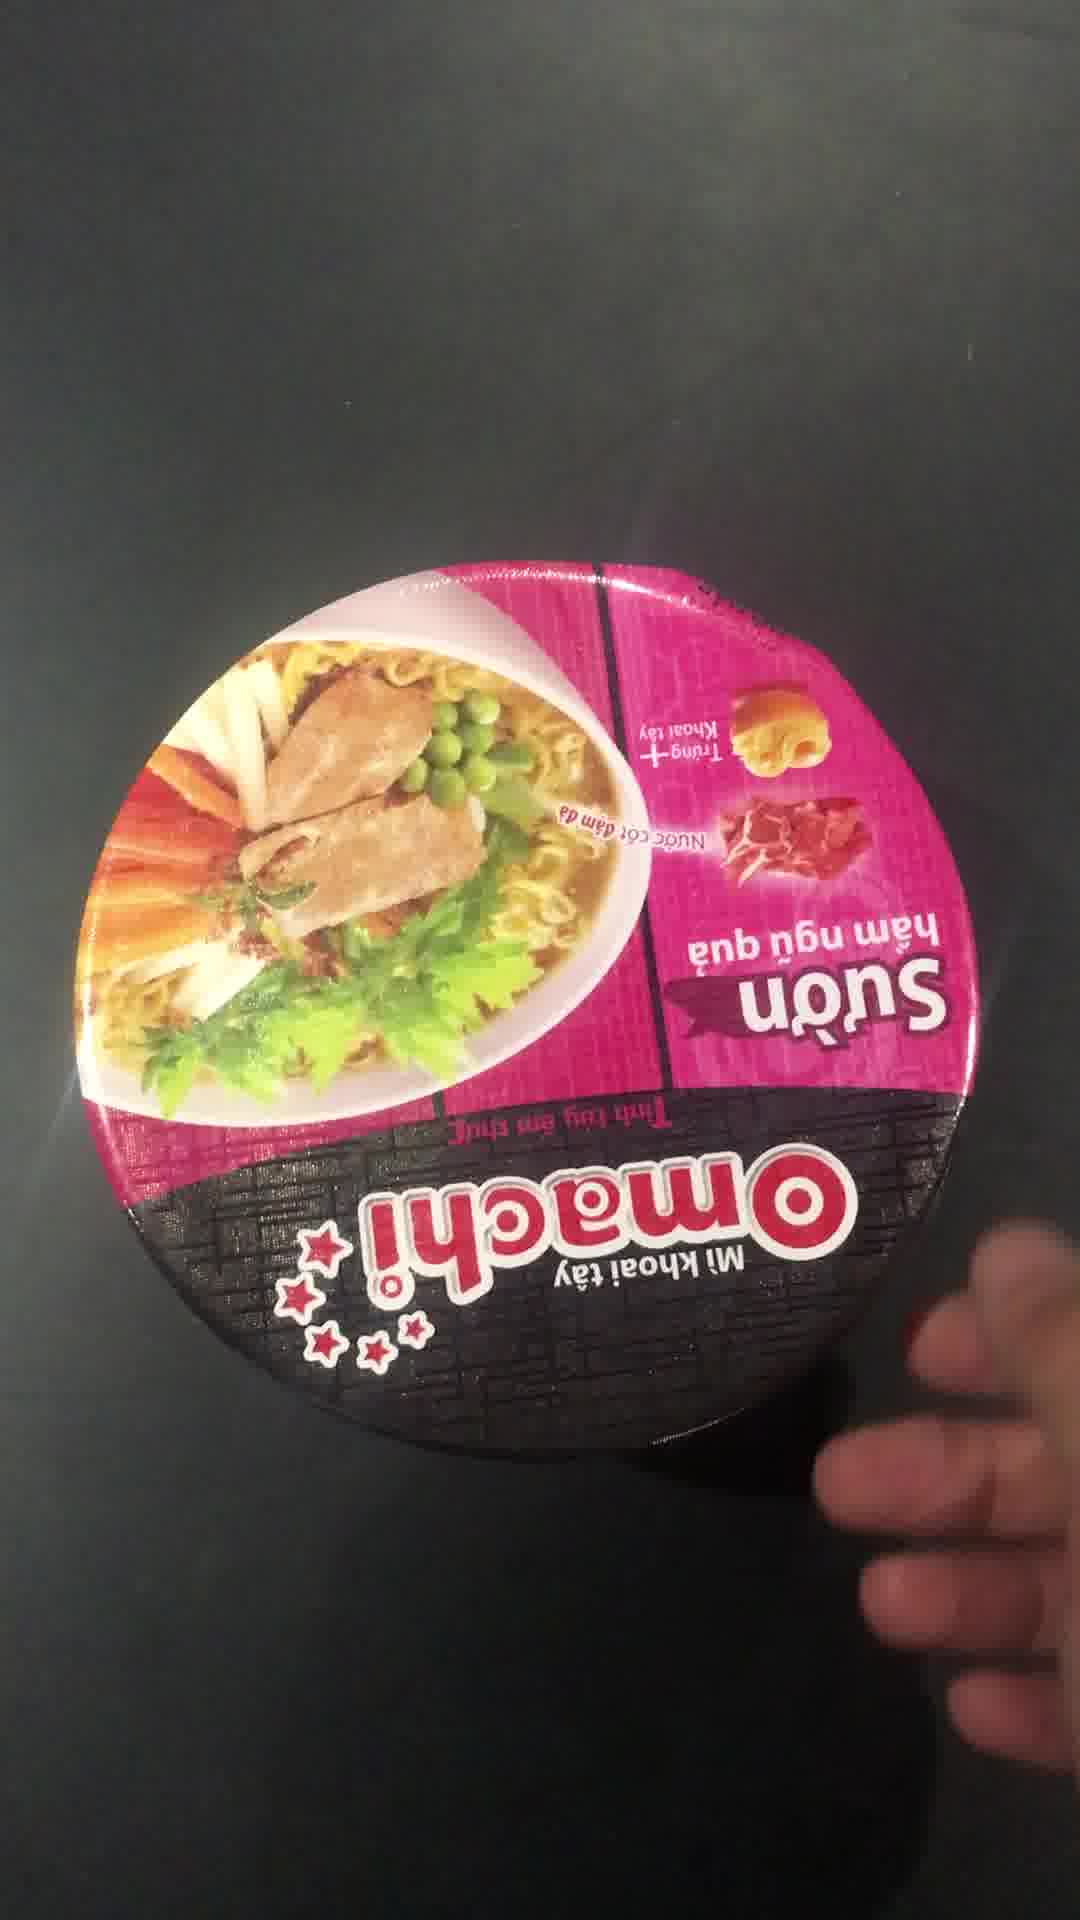 Mì khoai tây
Omachi
Tinh túy ẩm thực
Sườn
hầm ngũ quả
Nước cốt đậm đà
Trứng+
Khoai tây